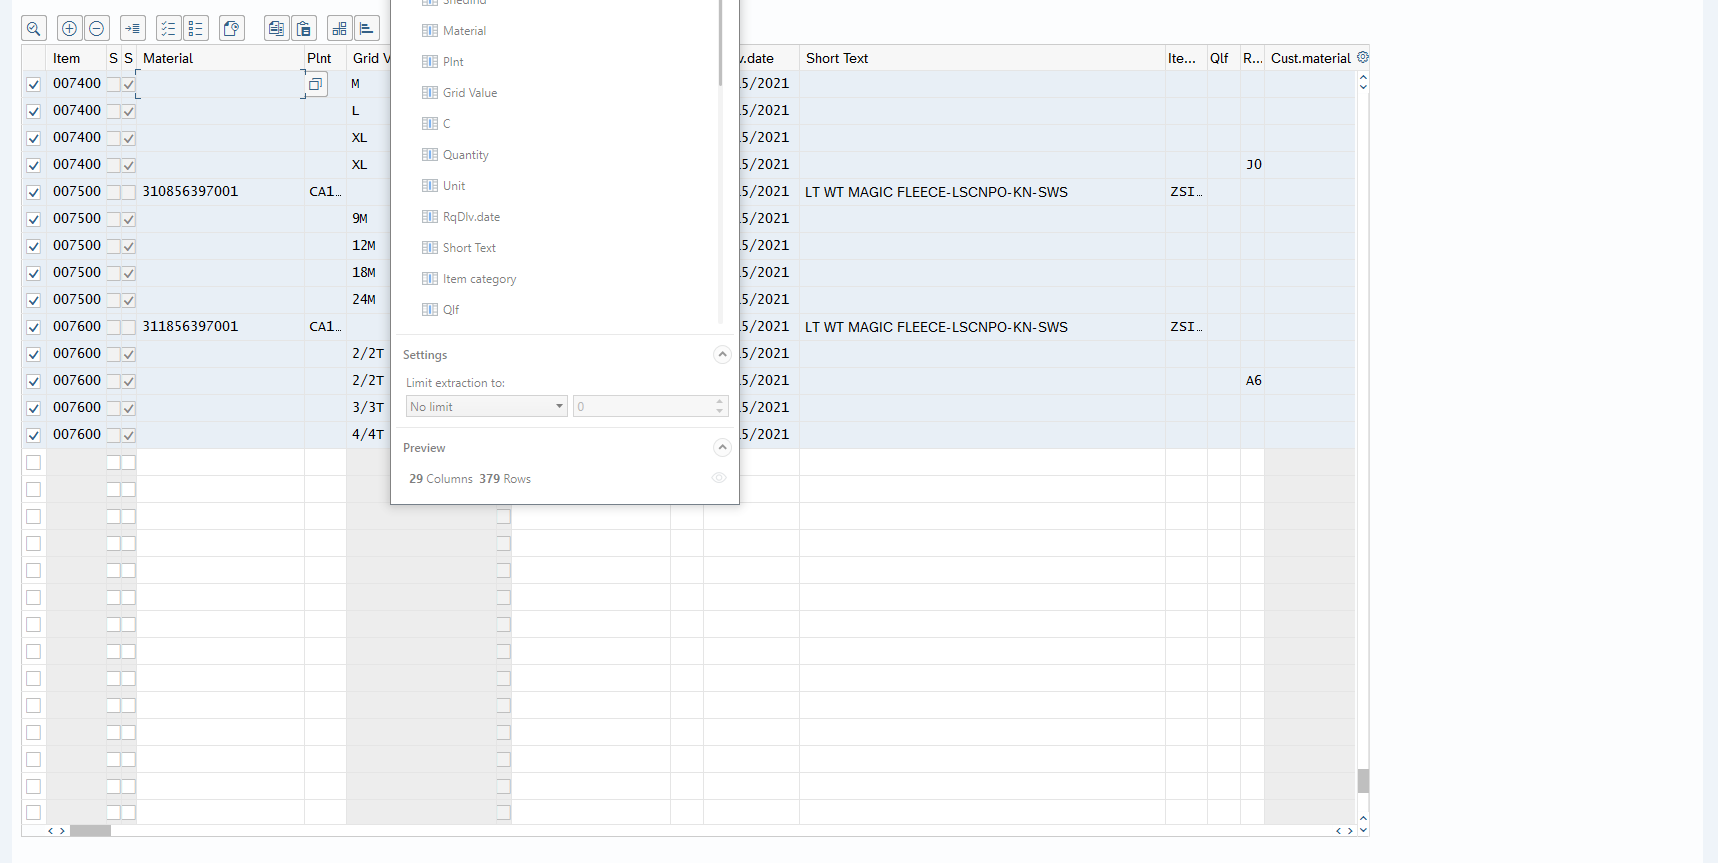 ShedInd
Item S S Material Plnt Grid V .date Short Text Ite... Qlf R... Cust.material
Material
Plnt
Grid Value
C
Quantity
Unit
RqDlv.date
Short Text
Item category
Qlf
007400 M 5/2021
007400 L 5/2021
007400 XL 5/2021
007400 XL 5/2021 J0
007500 310856397001 CA1... 5/2021 LT WT MAGIC FLEECE-LSCNPO-KN-SWS ZSI...
007500 9M 5/2021
007500 12M 5/2021
007500 18M 5/2021
007500 24M 5/2021
007600 311856397001 CA1... 5/2021 LT WT MAGIC FLEECE-LSCNPO-KN-SWS ZSI...
007600 2/2T 5/2021
007600 2/2T 5/2021 A6
007600 3/3T 5/2021
007600 4/4T 5/2021
Settings
Limit extraction to:
No limit 0
Preview
29 Columns 379 Rows